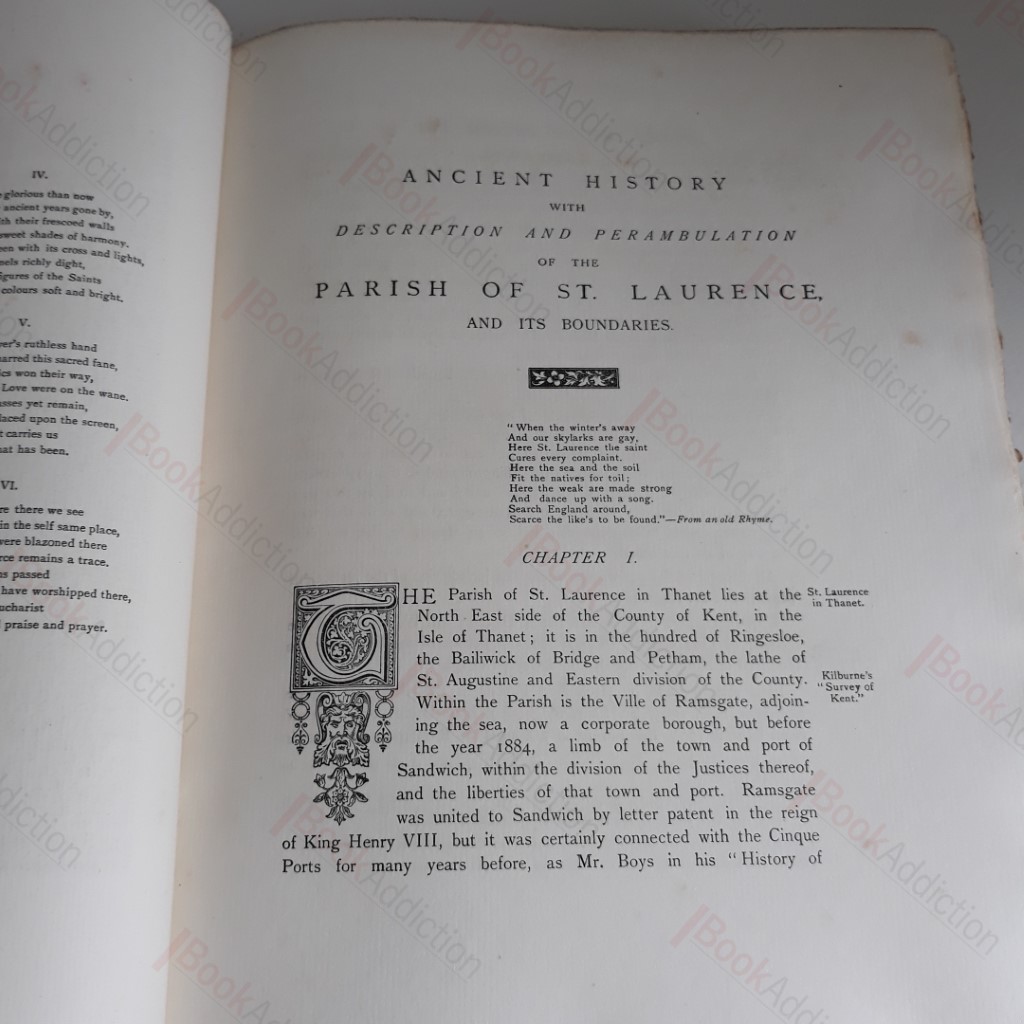 IV.
glorious than now
ancient years gone by,
their frescoed walls
sweet shades of harmony.
with its cross and lights,
richly dight,
figures of the Saints
colours soft and bright.
V.
ruthless hand
marred this sacred fane,
won their way,
Love were on the wane.
yet remain,
placed upon the screen,
carries us
has been.
VI.
there we see
in the self same place,
were blazoned there
remains a trace.
passed
have worshipped there,
praise and prayer.
ANCIENT HISTORY
WITH
DESCRIPTION AND PERAMBULATION
OF THE
PARISH OF ST. LAURENCE,
AND ITS BOUNDARIES.
"When the winter's away
And our skylarks are gay,
Here St. Laurence the saint
Cures every complaint.
Here the sea and the soil
Fit the natives for toil;
Here the weak are made strong
And dance up with a song.
Search England around,
Scarce the like's to be found."—From an old Rhyme.
CHAPTER I.
THE Parish of St. Laurence in Thanet lies at the
North East side of the County of Kent, in the
Isle of Thanet; it is in the hundred of Ringesloe,
the Bailiwick of Bridge and Petham, the lathe of
St. Augustine and Eastern division of the County.
Within the Parish is the Ville of Ramsgate, adjoin-
ing the sea, now a corporate borough, but before
the year 1884, a limb of the town and port of
Sandwich, within the division of the Justices thereof,
and the liberties of that town and port. Ramsgate
was united to Sandwich by letter patent in the reign
of King Henry VIII, but it was certainly connected with the Cinque
Ports for many years before, as Mr. Boys in his "History of
St. Laurence
in Thanet.
Kilburne's
"Survey of
Kent."
BookAddiction